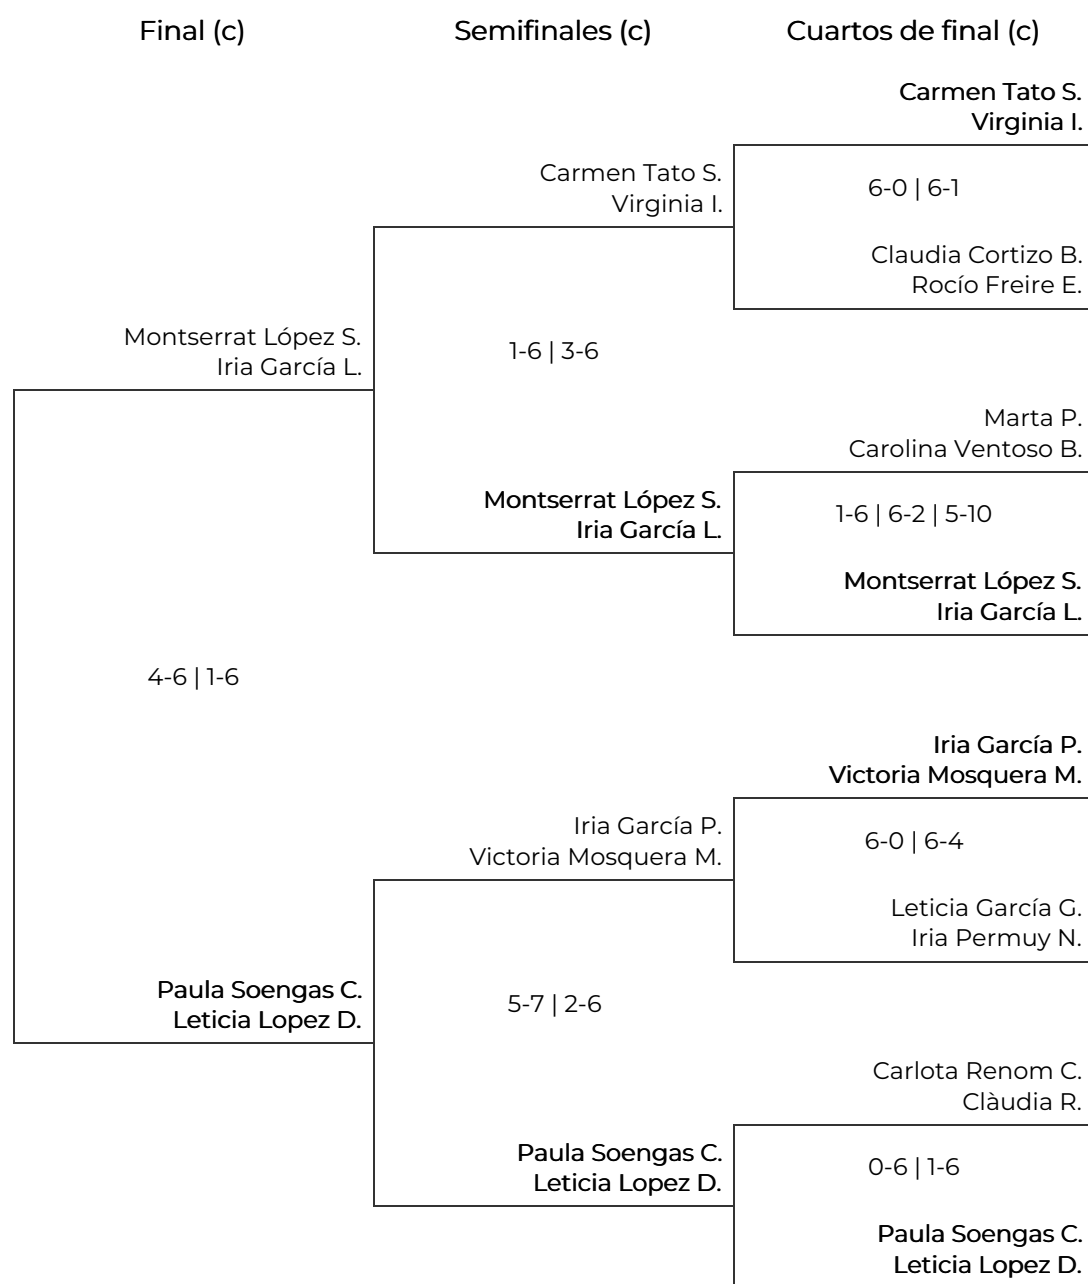 Final (c)
Semifinales (c)
Cuartos de final (c)
Carmen Tato S.
Virginia I.
6-0 | 6-1
Claudia Cortizo B.
Rocío Freire E.
Carmen Tato S.
Virginia I.
1-6 | 3-6
Montserrat López S.
Iria García L.
Marta P.
Carolina Ventoso B.
1-6 | 6-2 | 5-10
Montserrat López S.
Iria García L.
Montserrat López S.
Iria García L.
4-6 | 1-6
Paula Soengas C.
Leticia Lopez D.
Iria García P.
Victoria Mosquera M.
6-0 | 6-4
Leticia García G.
Iria Permuy N.
Iria García P.
Victoria Mosquera M.
5-7 | 2-6
Paula Soengas C.
Leticia Lopez D.
Carlota Renom C.
Clàudia R.
0-6 | 1-6
Paula Soengas C.
Leticia Lopez D.